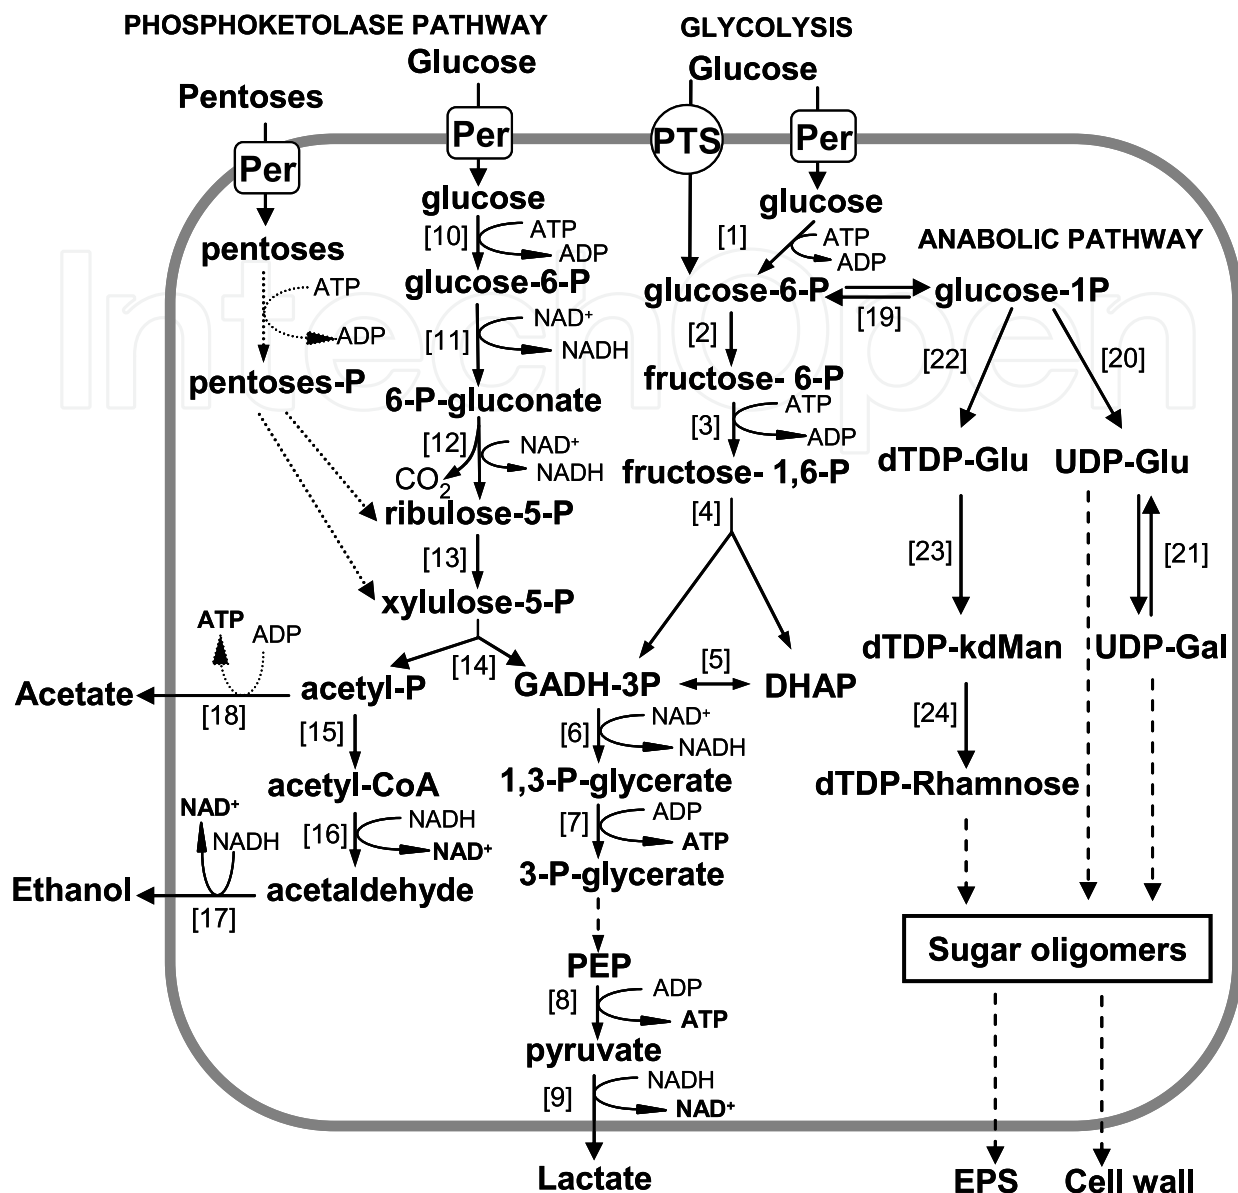 PHOSPHOKETOLASE PATHWAY
GLYCOLYSIS
Glucose
Glucose
Pentoses
Per
PTS
Per
Per
glucose
glucose
[10]
ATP
ADP
[1]
ATP
ADP
ANABOLIC PATHWAY
pentoses
ATP
ADP
glucose-6-P
glucose-6-P
[19]
glucose-1P
[11]
NAD+
NADH
[2]
[22]
[20]
pentoses-P
6-P-gluconate
fructose- 6-P
[12]
NAD+
NADH
CO2
[3]
ATP
ADP
fructose- 1,6-P
dTDP-Glu
UDP-Glu
ribulose-5-P
[4]
[13]
[23]
[21]
xylulose-5-P
ATP
ADP
[14]
[5]
dTDP-kdMan
UDP-Gal
Acetate
[18]
acetyl-P
GADH-3P
DHAP
[15]
[6]
NAD+
NADH
[24]
acetyl-CoA
1,3-P-glycerate
dTDP-Rhamnose
NAD+
NADH
[16]
NADH
NAD+
[7]
ADP
ATP
Ethanol
[17]
acetaldehyde
3-P-glycerate
PEP
Sugar oligomers
[8]
ADP
ATP
pyruvate
[9]
NADH
NAD+
Lactate
EPS
Cell wall
IntechOpen